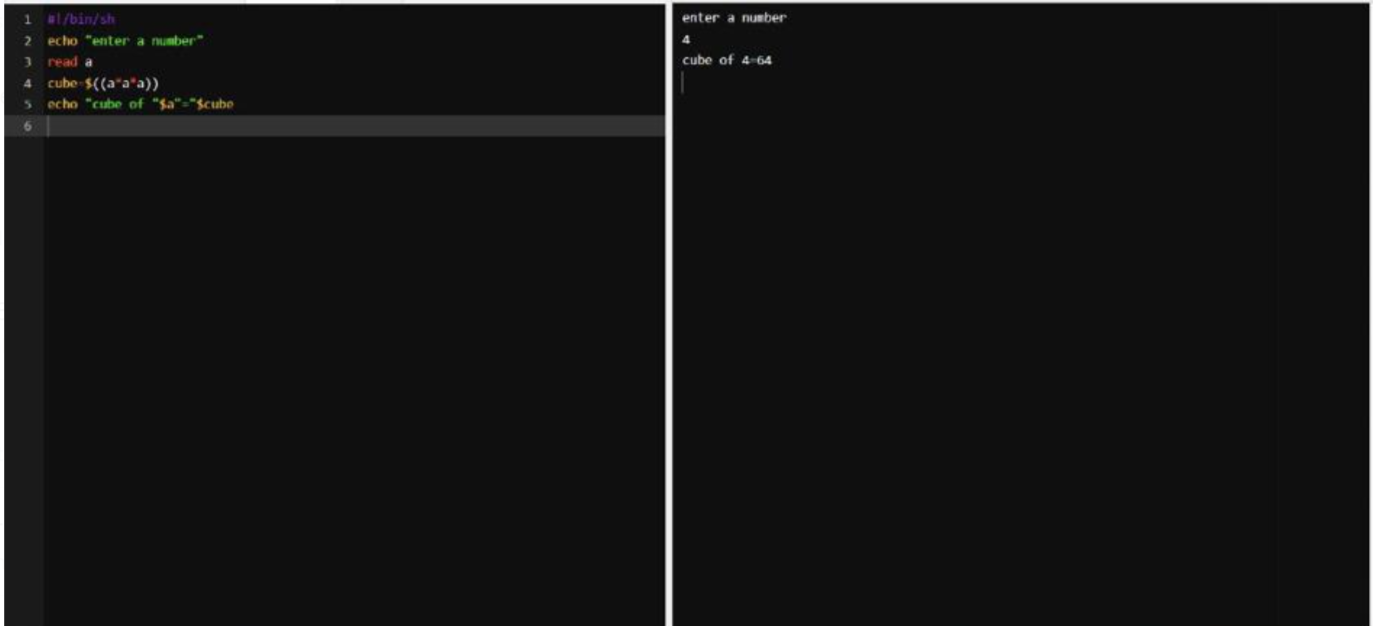 1 #!/bin/sh
2 echo "enter a number"
3 read a
4 cube=$((a*a*a))
5 echo "cube of "$a"="$cube
6
enter a number
4
cube of 4=64